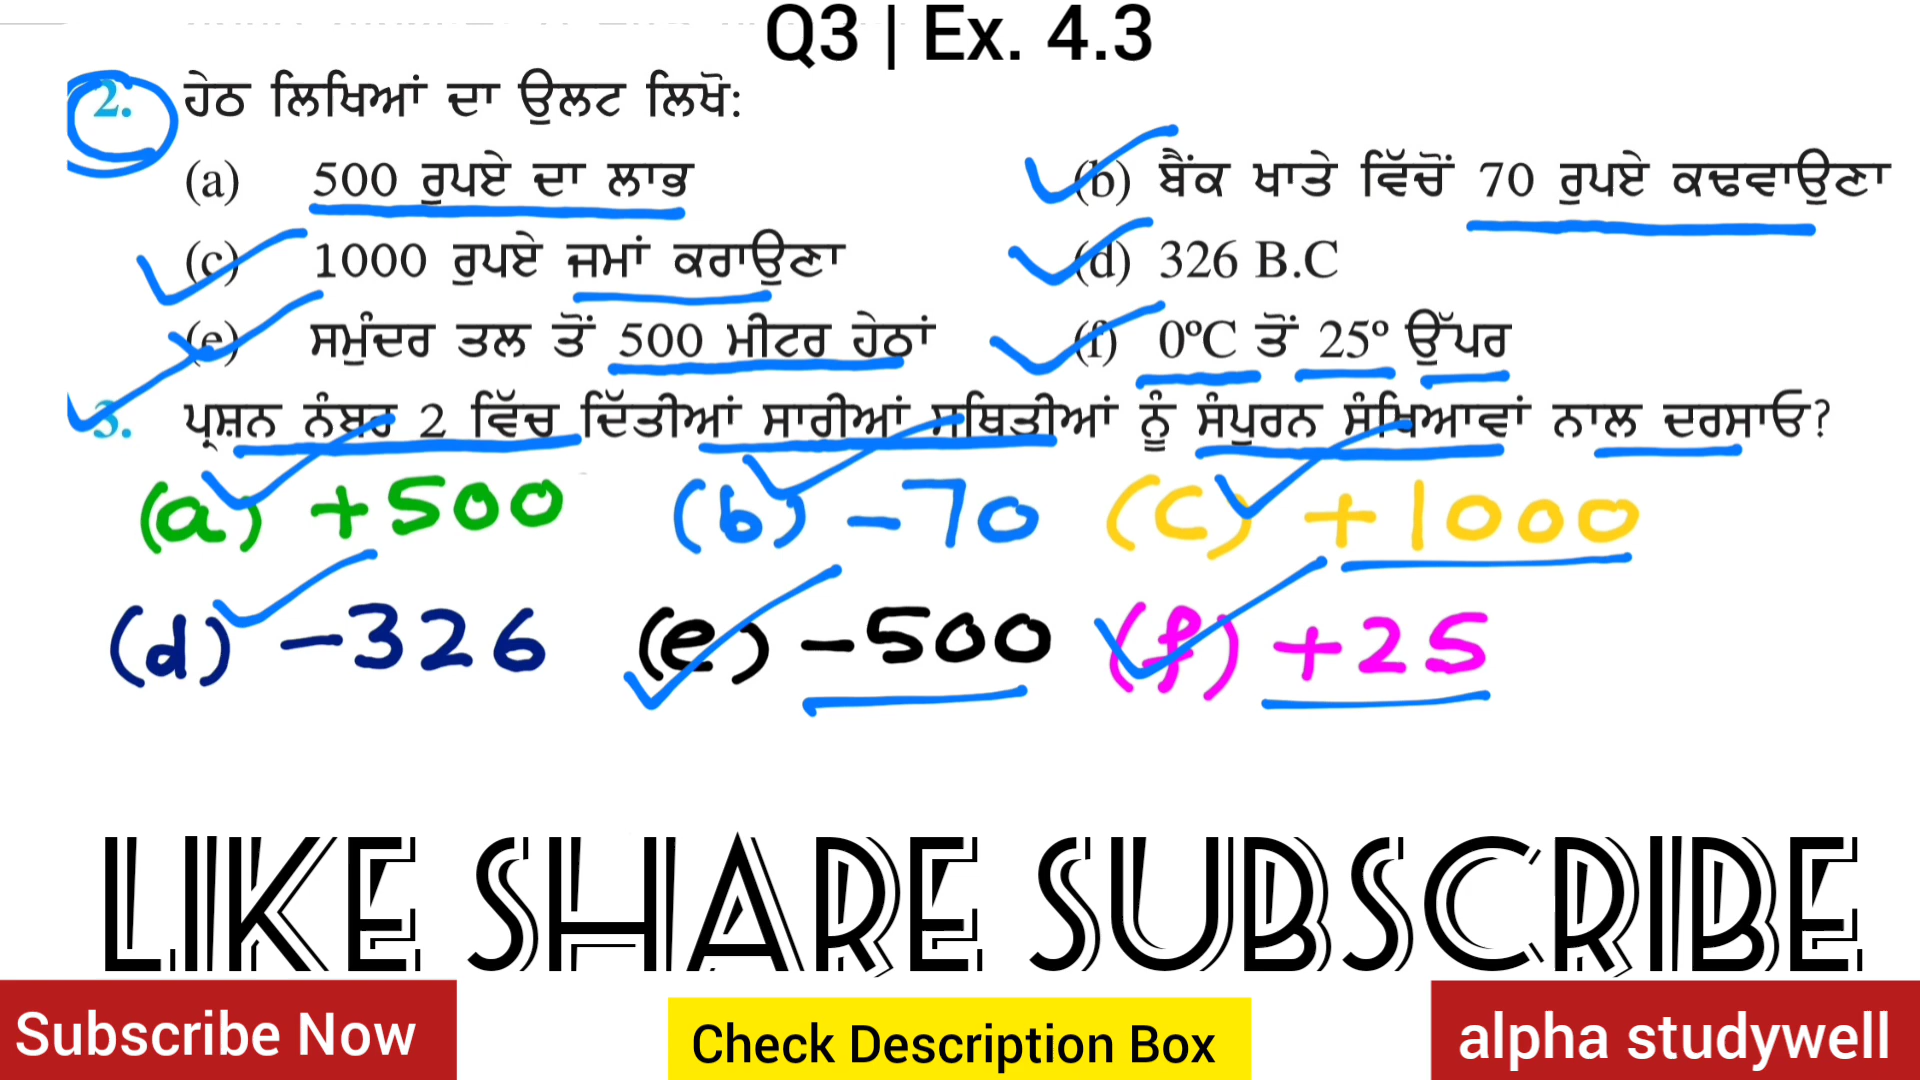 Q3 | Ex. 4.3
2. ਹੇਠ ਲਿਖਿਆਂ ਦਾ ਉਲਟ ਲਿਖੋ:
(a) 500 ਰੁਪਏ ਦਾ ਲਾਭ (b) ਬੈਂਕ ਖਾਤੇ ਵਿੱਚੋਂ 70 ਰੁਪਏ ਕਢਵਾਉਣਾ
(c) 1000 ਰੁਪਏ ਜਮਾਂ ਕਰਾਉਣਾ (d) 326 B.C
(e) ਸਮੁੰਦਰ ਤਲ ਤੋਂ 500 ਮੀਟਰ ਹੇਠਾਂ (f) 0°C ਤੋਂ 25° ਉੱਪਰ
3. ਪ੍ਰਸ਼ਨ ਨੰਬਰ 2 ਵਿੱਚ ਦਿੱਤੀਆਂ ਸਾਰੀਆਂ ਸਥਿਤੀਆਂ ਨੂੰ ਸੰਪੂਰਨ ਸੰਖਿਆਵਾਂ ਨਾਲ ਦਰਸਾਓ?
(a) +500 (b) -70 (c) +1000
(d) -326 (e) -500 (f) +25
LIKE SHARE SUBSCRIBE
Subscribe Now Check Description Box alpha studywell